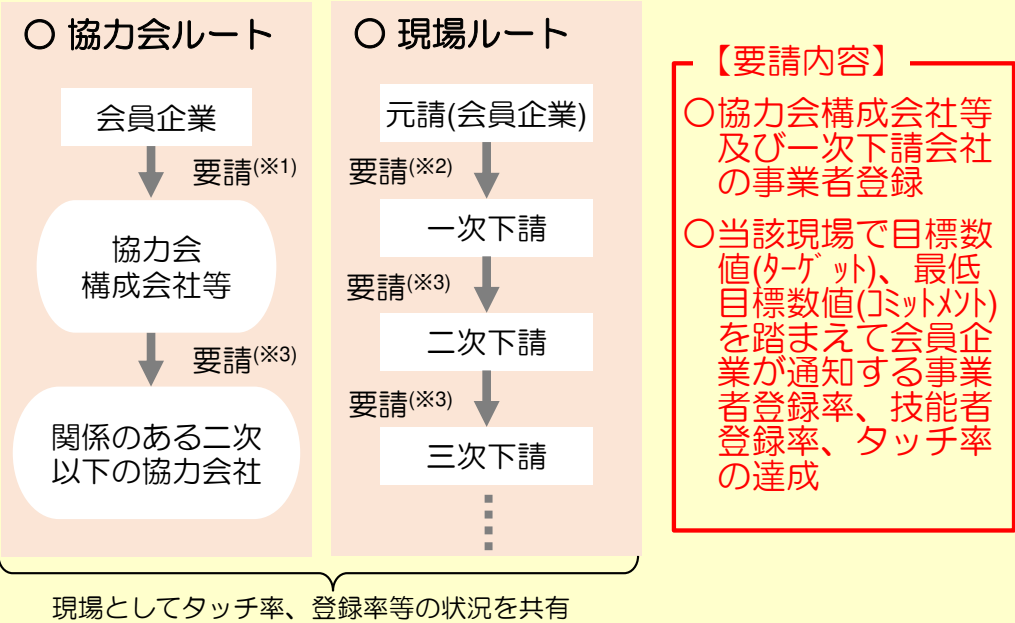 〇 協力会ルート
会員企業
要請(※1)
協力会
構成会社等
要請(※3)
関係のある二次
以下の協力会社
〇 現場ルート
元請(会員企業)
要請(※2)
一次下請
要請(※3)
二次下請
要請(※3)
三次下請
現場としてタッチ率、登録率等の状況を共有
【要請内容】
〇協力会構成会社等
及び一次下請会社
の事業者登録
〇当該現場で目標数
値(ﾀｰｹﾞｯﾄ)、最低
目標数値(ｺﾐｯﾄﾒﾝﾄ)
を踏まえて会員企
業が通知する事業
者登録率、技能者
登録率、タッチ率
の達成